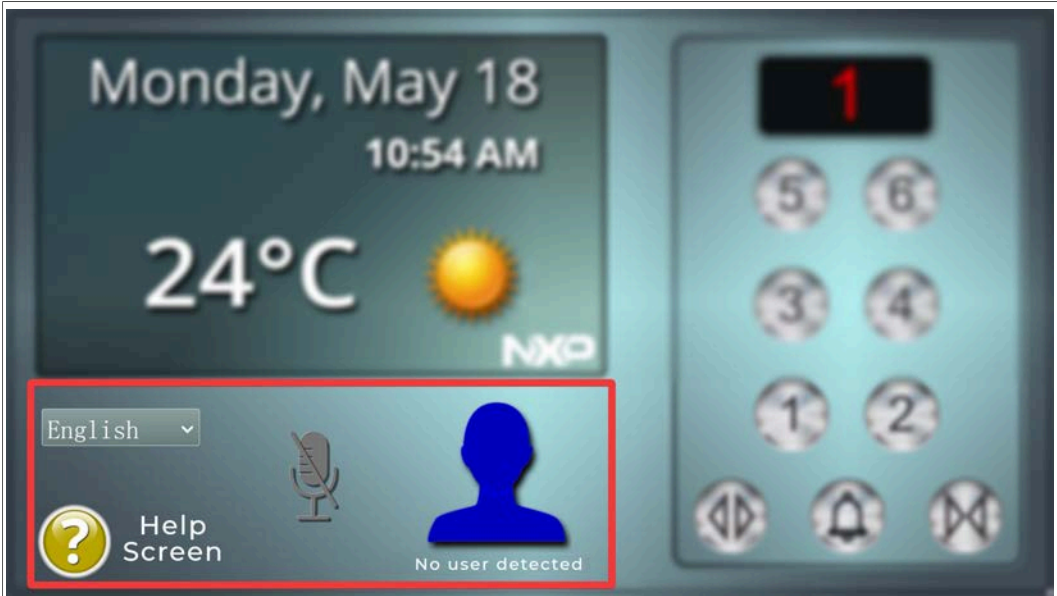 Monday, May 18
10:54 AM
24°C
NXP
English
?
Help
Screen
No user detected
1
5 6
3 4
1 2